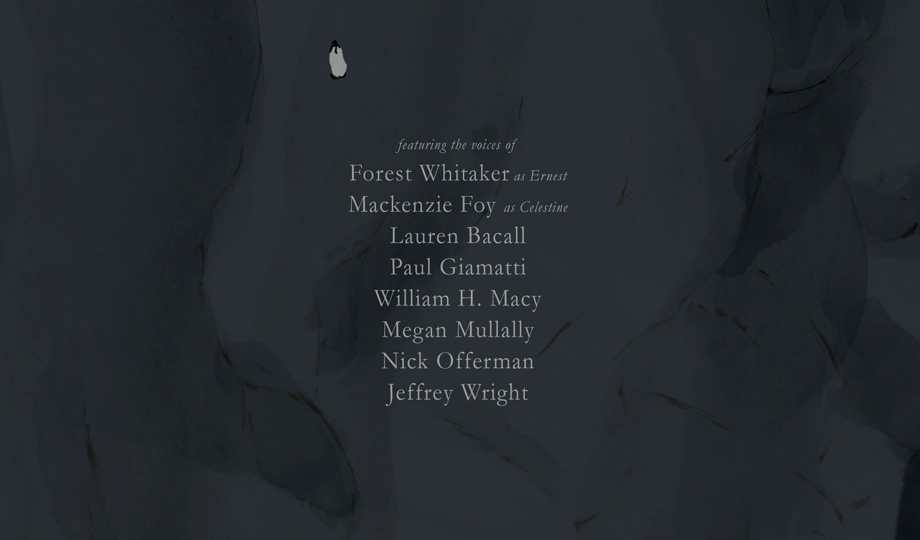 featuring the voices of
Forest Whitaker as Ernest
Mackenzie Foy as Celestine
Lauren Bacall
Paul Giamatti
William H. Macy
Megan Mullally
Nick Offerman
Jeffrey Wright